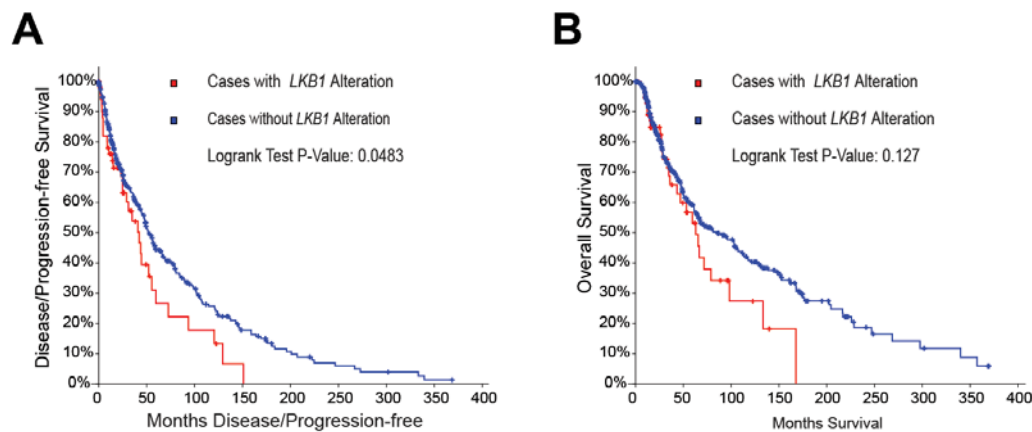 A
B
Disease/Progression-free Survival
100%
90%
80%
70%
60%
50%
40%
30%
20%
10%
0%
Cases with LKB1 Alteration
Cases without LKB1 Alteration
Logrank Test P-Value: 0.0483
0 50 100 150 200 250 300 350 400
Months Disease/Progression-free
Overall Survival
100%
90%
80%
70%
60%
50%
40%
30%
20%
10%
0%
Cases with LKB1 Alteration
Cases without LKB1 Alteration
Logrank Test P-Value: 0.127
0 50 100 150 200 250 300 350 400
Months Survival